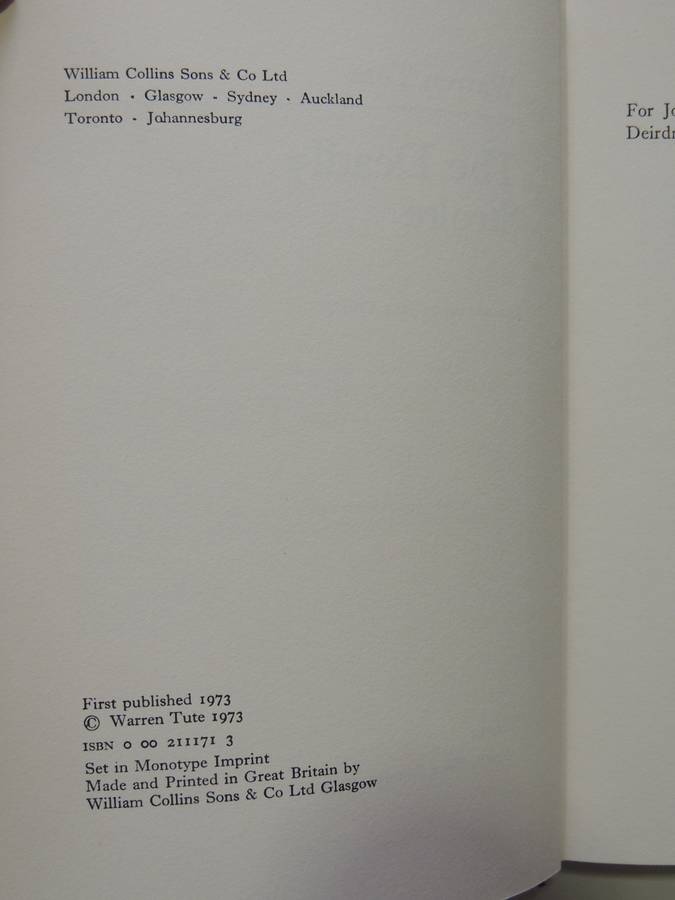 William Collins Sons & Co Ltd
London · Glasgow · Sydney · Auckland
Toronto · Johannesburg
First published 1973
© Warren Tute 1973
ISBN 0 00 211171 3
Set in Monotype Imprint
Made and Printed in Great Britain by
William Collins Sons & Co Ltd Glasgow
For